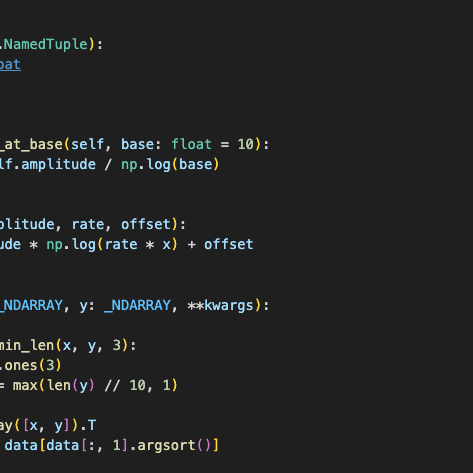 .NamedTuple):
oat
_at_base(self, base: float = 10):
lf.amplitude / np.log(base)
plitude, rate, offset):
ude * np.log(rate * x) + offset
_NDARRAY, y: _NDARRAY, **kwargs):
min_len(x, y, 3):
.ones(3)
= max(len(y) // 10, 1)
ay([x, y]).T
data[data[:, 1].argsort()]